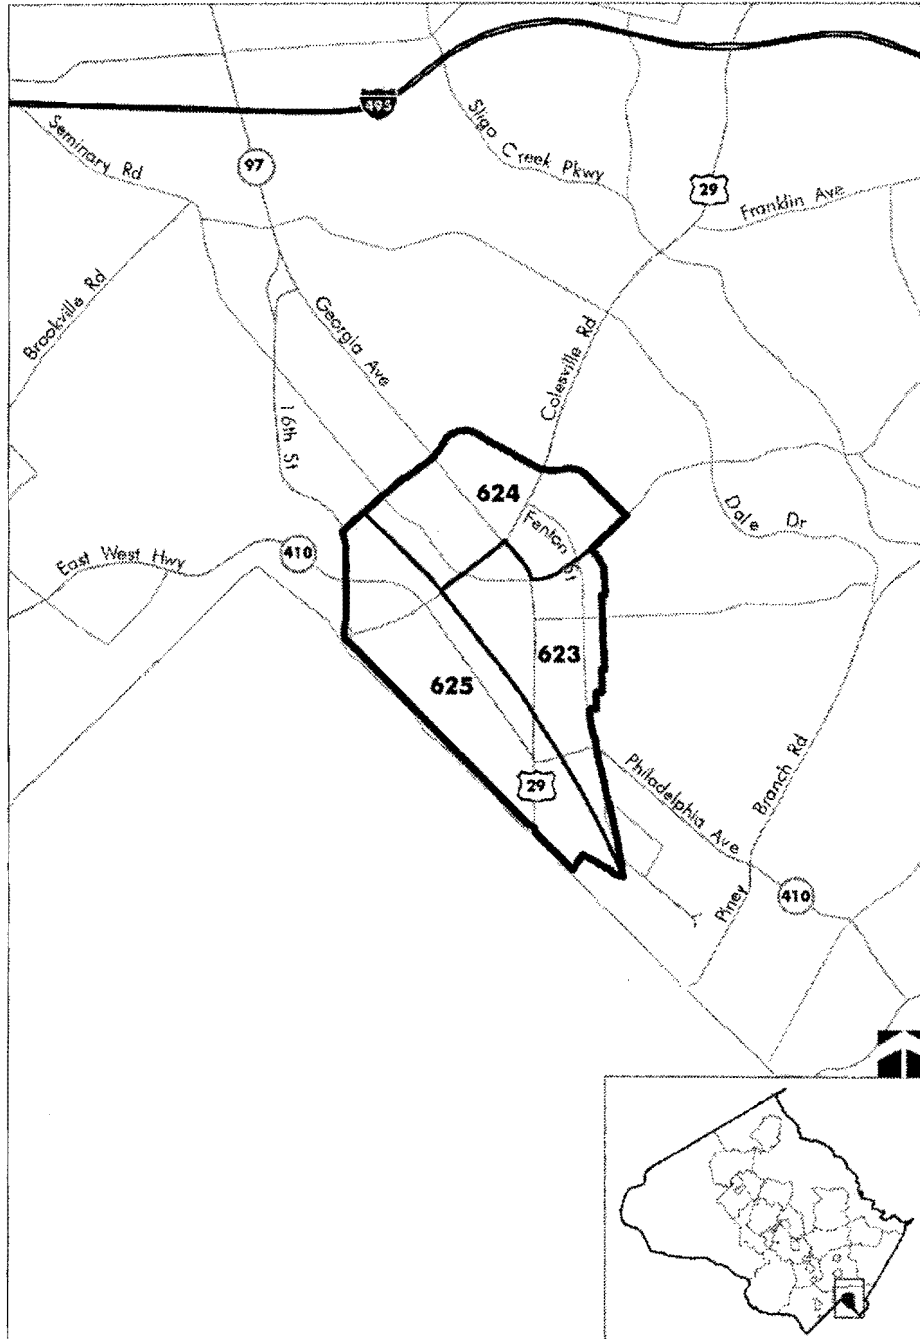 495
Seminary Rd
97
Sligo Creek Pkwy
29
Franklin Ave
Brookville Rd
Georgia Ave
Colesville Rd
16th St
624
Fenton St
Dale Dr
East West Hwy
410
623
625
29
Philadelphia Ave
Branch Rd
Piney
410